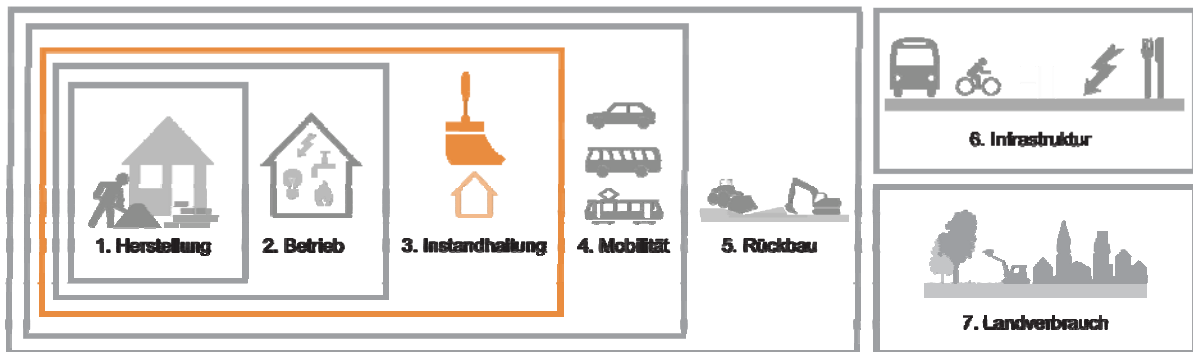 1. Herstellung
2. Betrieb
3. Instandhaltung
4. Mobilität
5. Rückbau
6. Infrastruktur
7. Landverbrauch